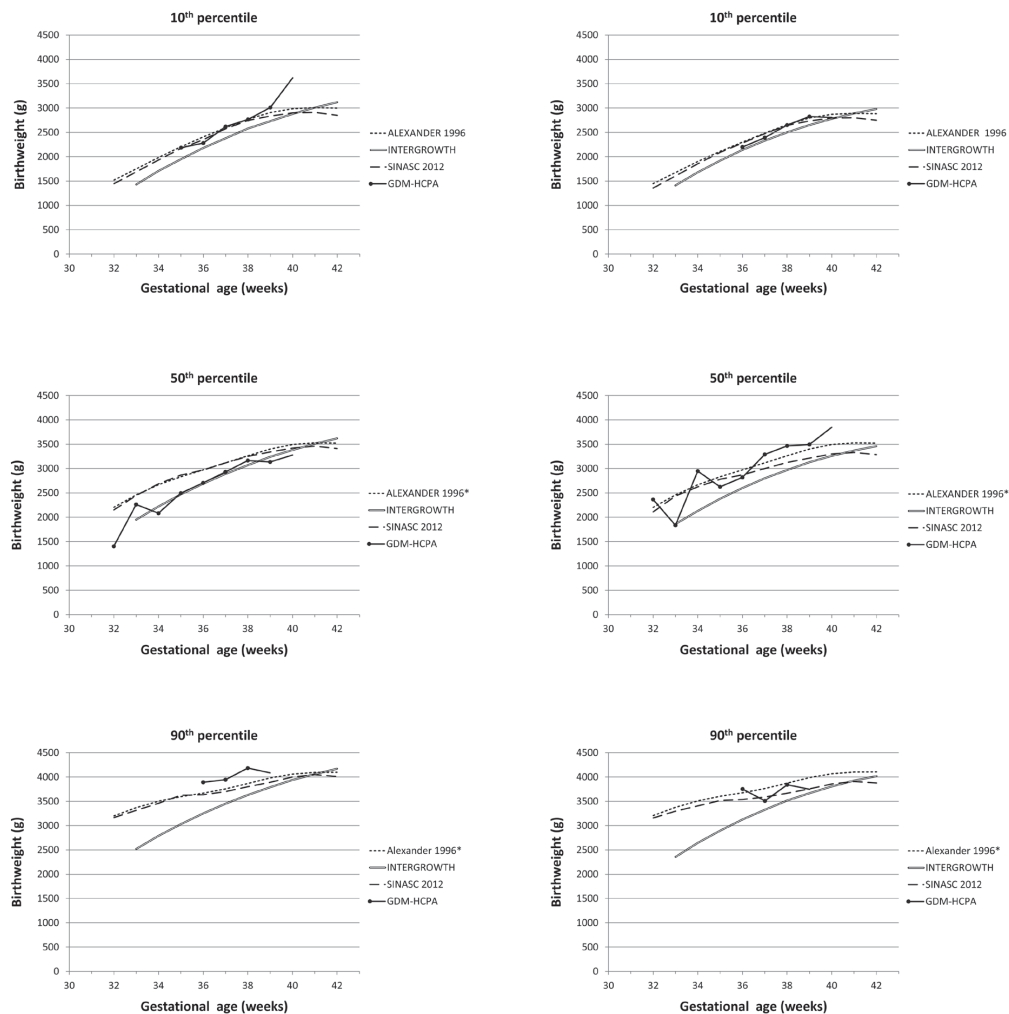 10th percentile
4500
4000
3500
3000
2500
2000
1500
1000
500
0
30 32 34 36 38 40 42
Birthweight (g)
Gestational age (weeks)
ALEXANDER 1996
INTERGROWTH
SINASC 2012
GDM-HCPA
10th percentile
4500
4000
3500
3000
2500
2000
1500
1000
500
0
30 32 34 36 38 40 42
Birthweight (g)
Gestational age (weeks)
ALEXANDER 1996
INTERGROWTH
SINASC 2012
GDM-HCPA
50th percentile
4500
4000
3500
3000
2500
2000
1500
1000
500
0
30 32 34 36 38 40 42
Birthweight (g)
Gestational age (weeks)
ALEXANDER 1996*
INTERGROWTH
SINASC 2012
GDM-HCPA
50th percentile
4500
4000
3500
3000
2500
2000
1500
1000
500
0
30 32 34 36 38 40 42
Birthweight (g)
Gestational age (weeks)
ALEXANDER 1996*
INTERGROWTH
SINASC 2012
GDM-HCPA
90th percentile
4500
4000
3500
3000
2500
2000
1500
1000
500
0
30 32 34 36 38 40 42
Birthweight (g)
Gestational age (weeks)
Alexander 1996*
INTERGROWTH
SINASC 2012
GDM-HCPA
90th percentile
4500
4000
3500
3000
2500
2000
1500
1000
500
0
30 32 34 36 38 40 42
Birthweight (g)
Gestational age (weeks)
Alexander 1996*
INTERGROWTH
SINASC 2012
GDM-HCPA